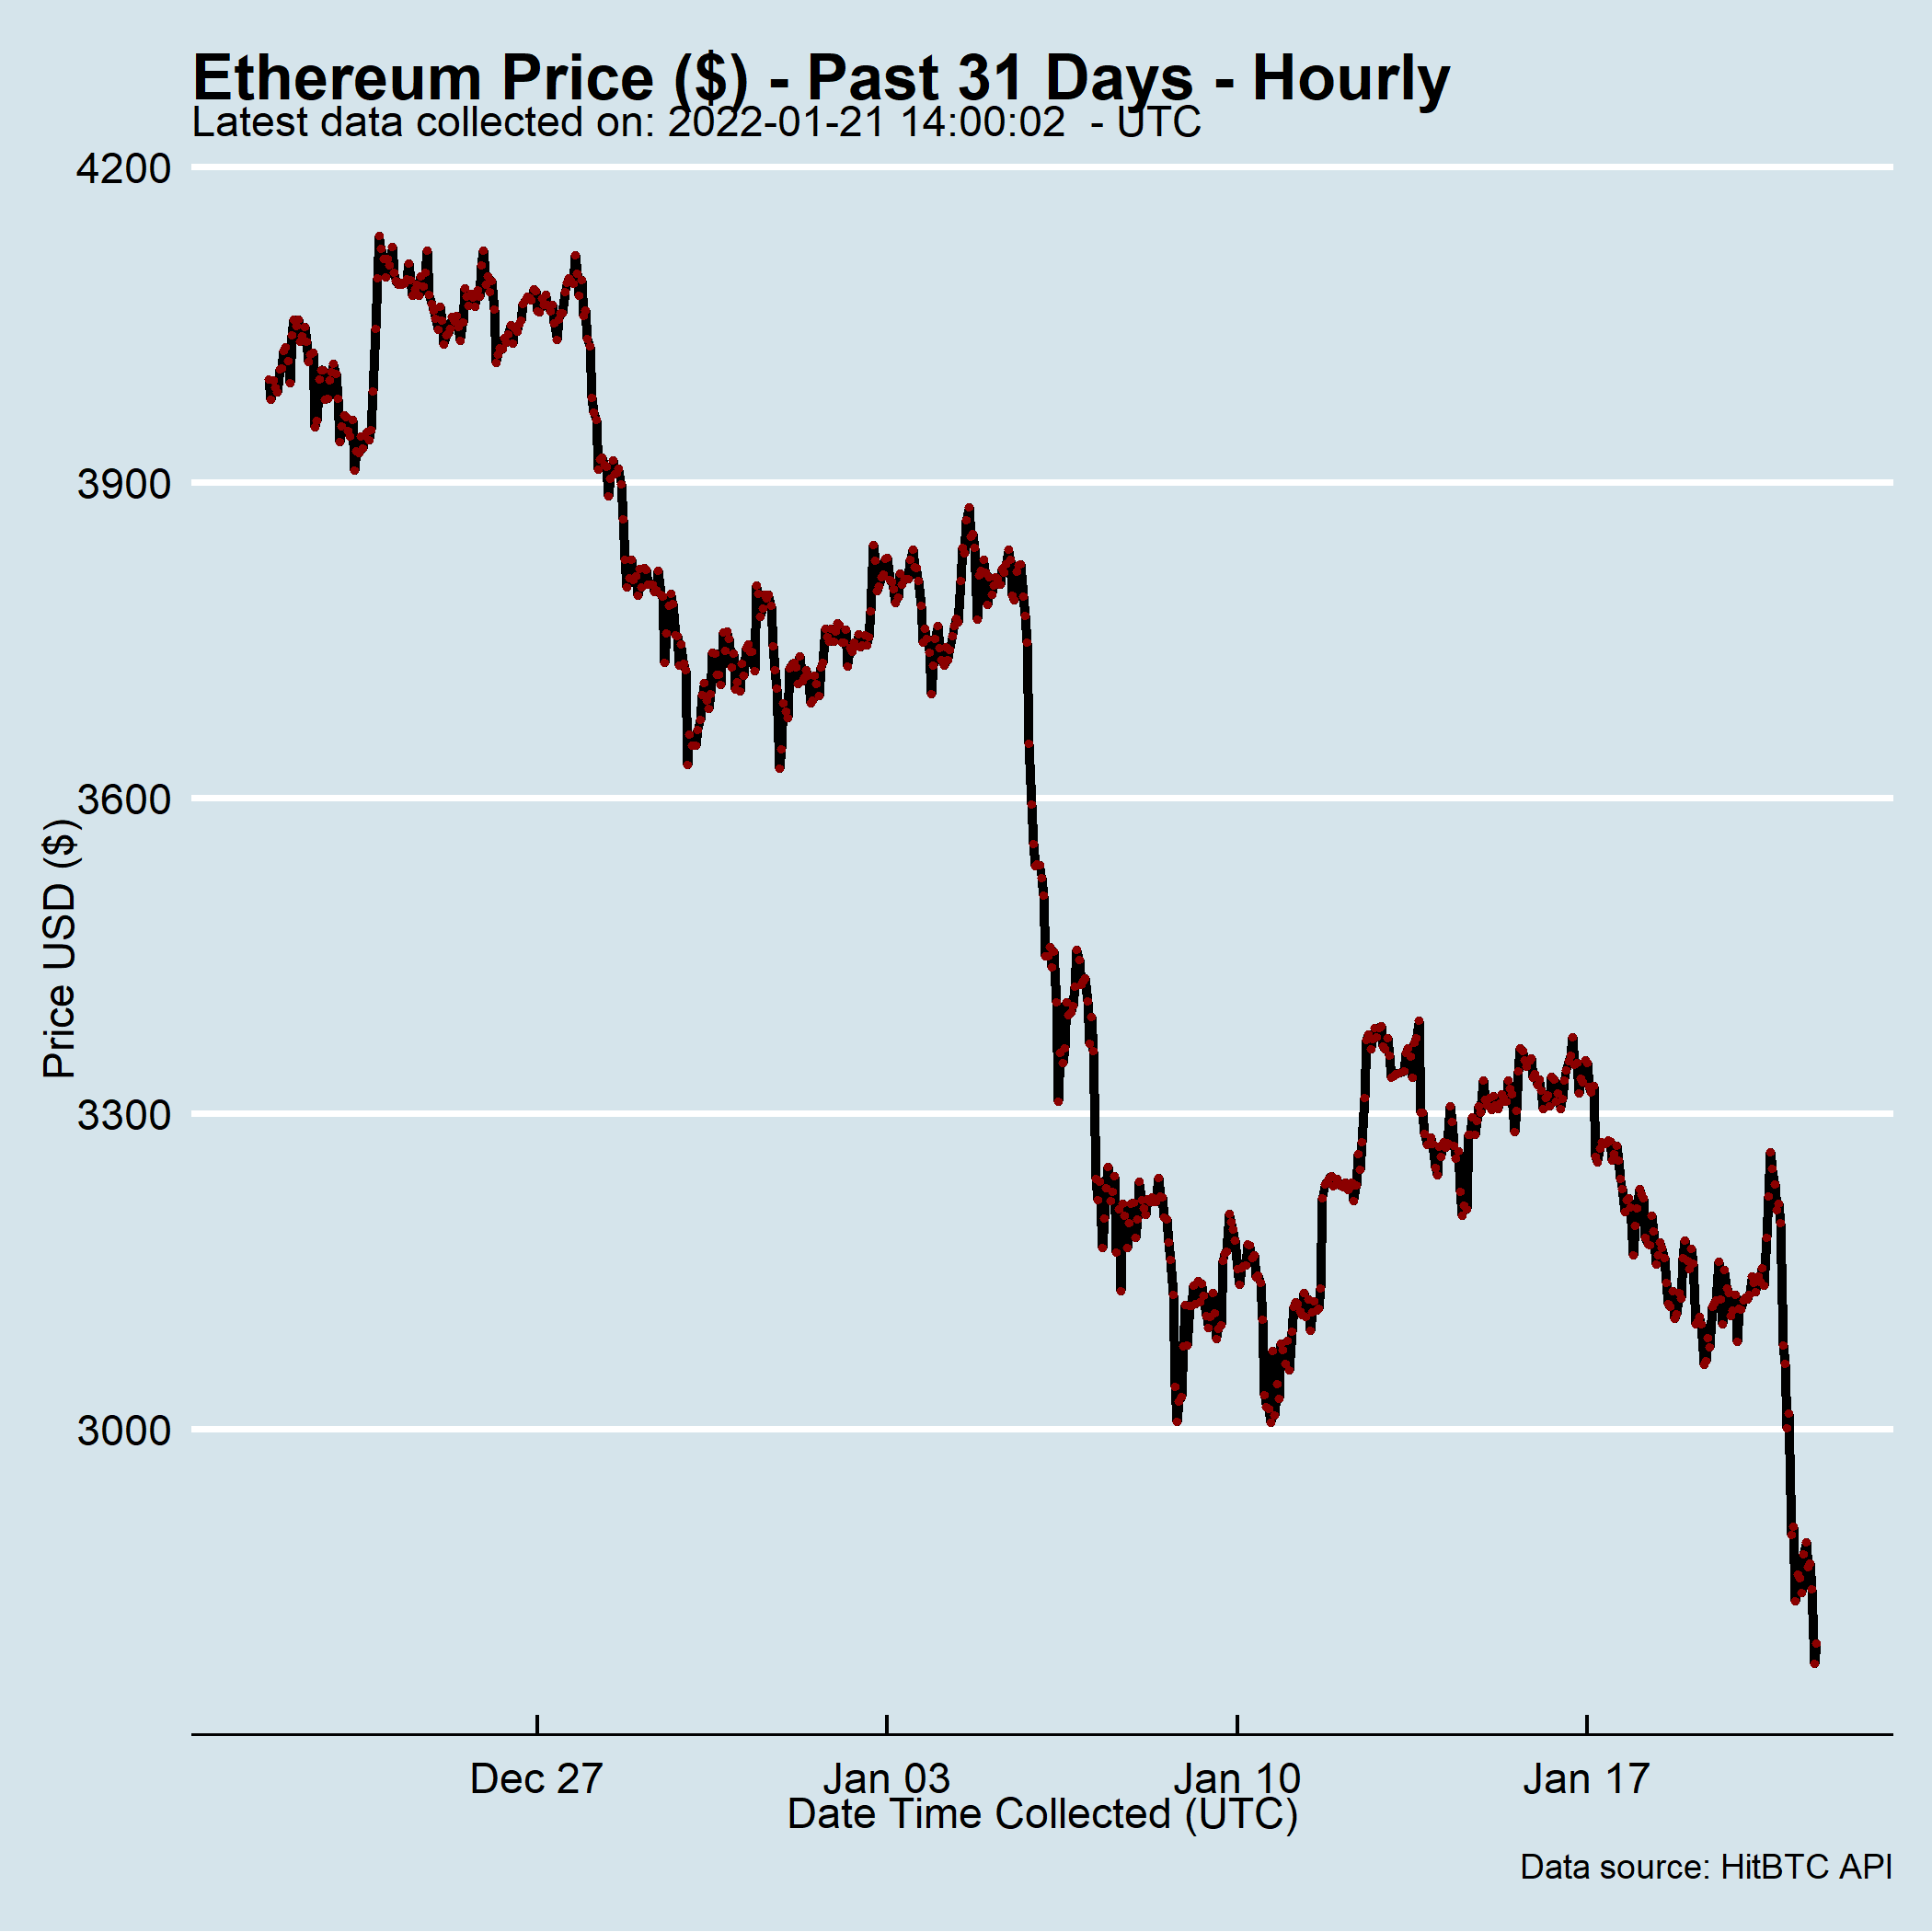 Ethereum Price ($) - Past 31 Days - Hourly
Latest data collected on: 2022-01-21 14:00:02  - UTC
4200
3900
3600
3300
3000
Price USD ($)
Dec 27
Jan 03
Jan 10
Jan 17
Date Time Collected (UTC)
Data source: HitBTC API